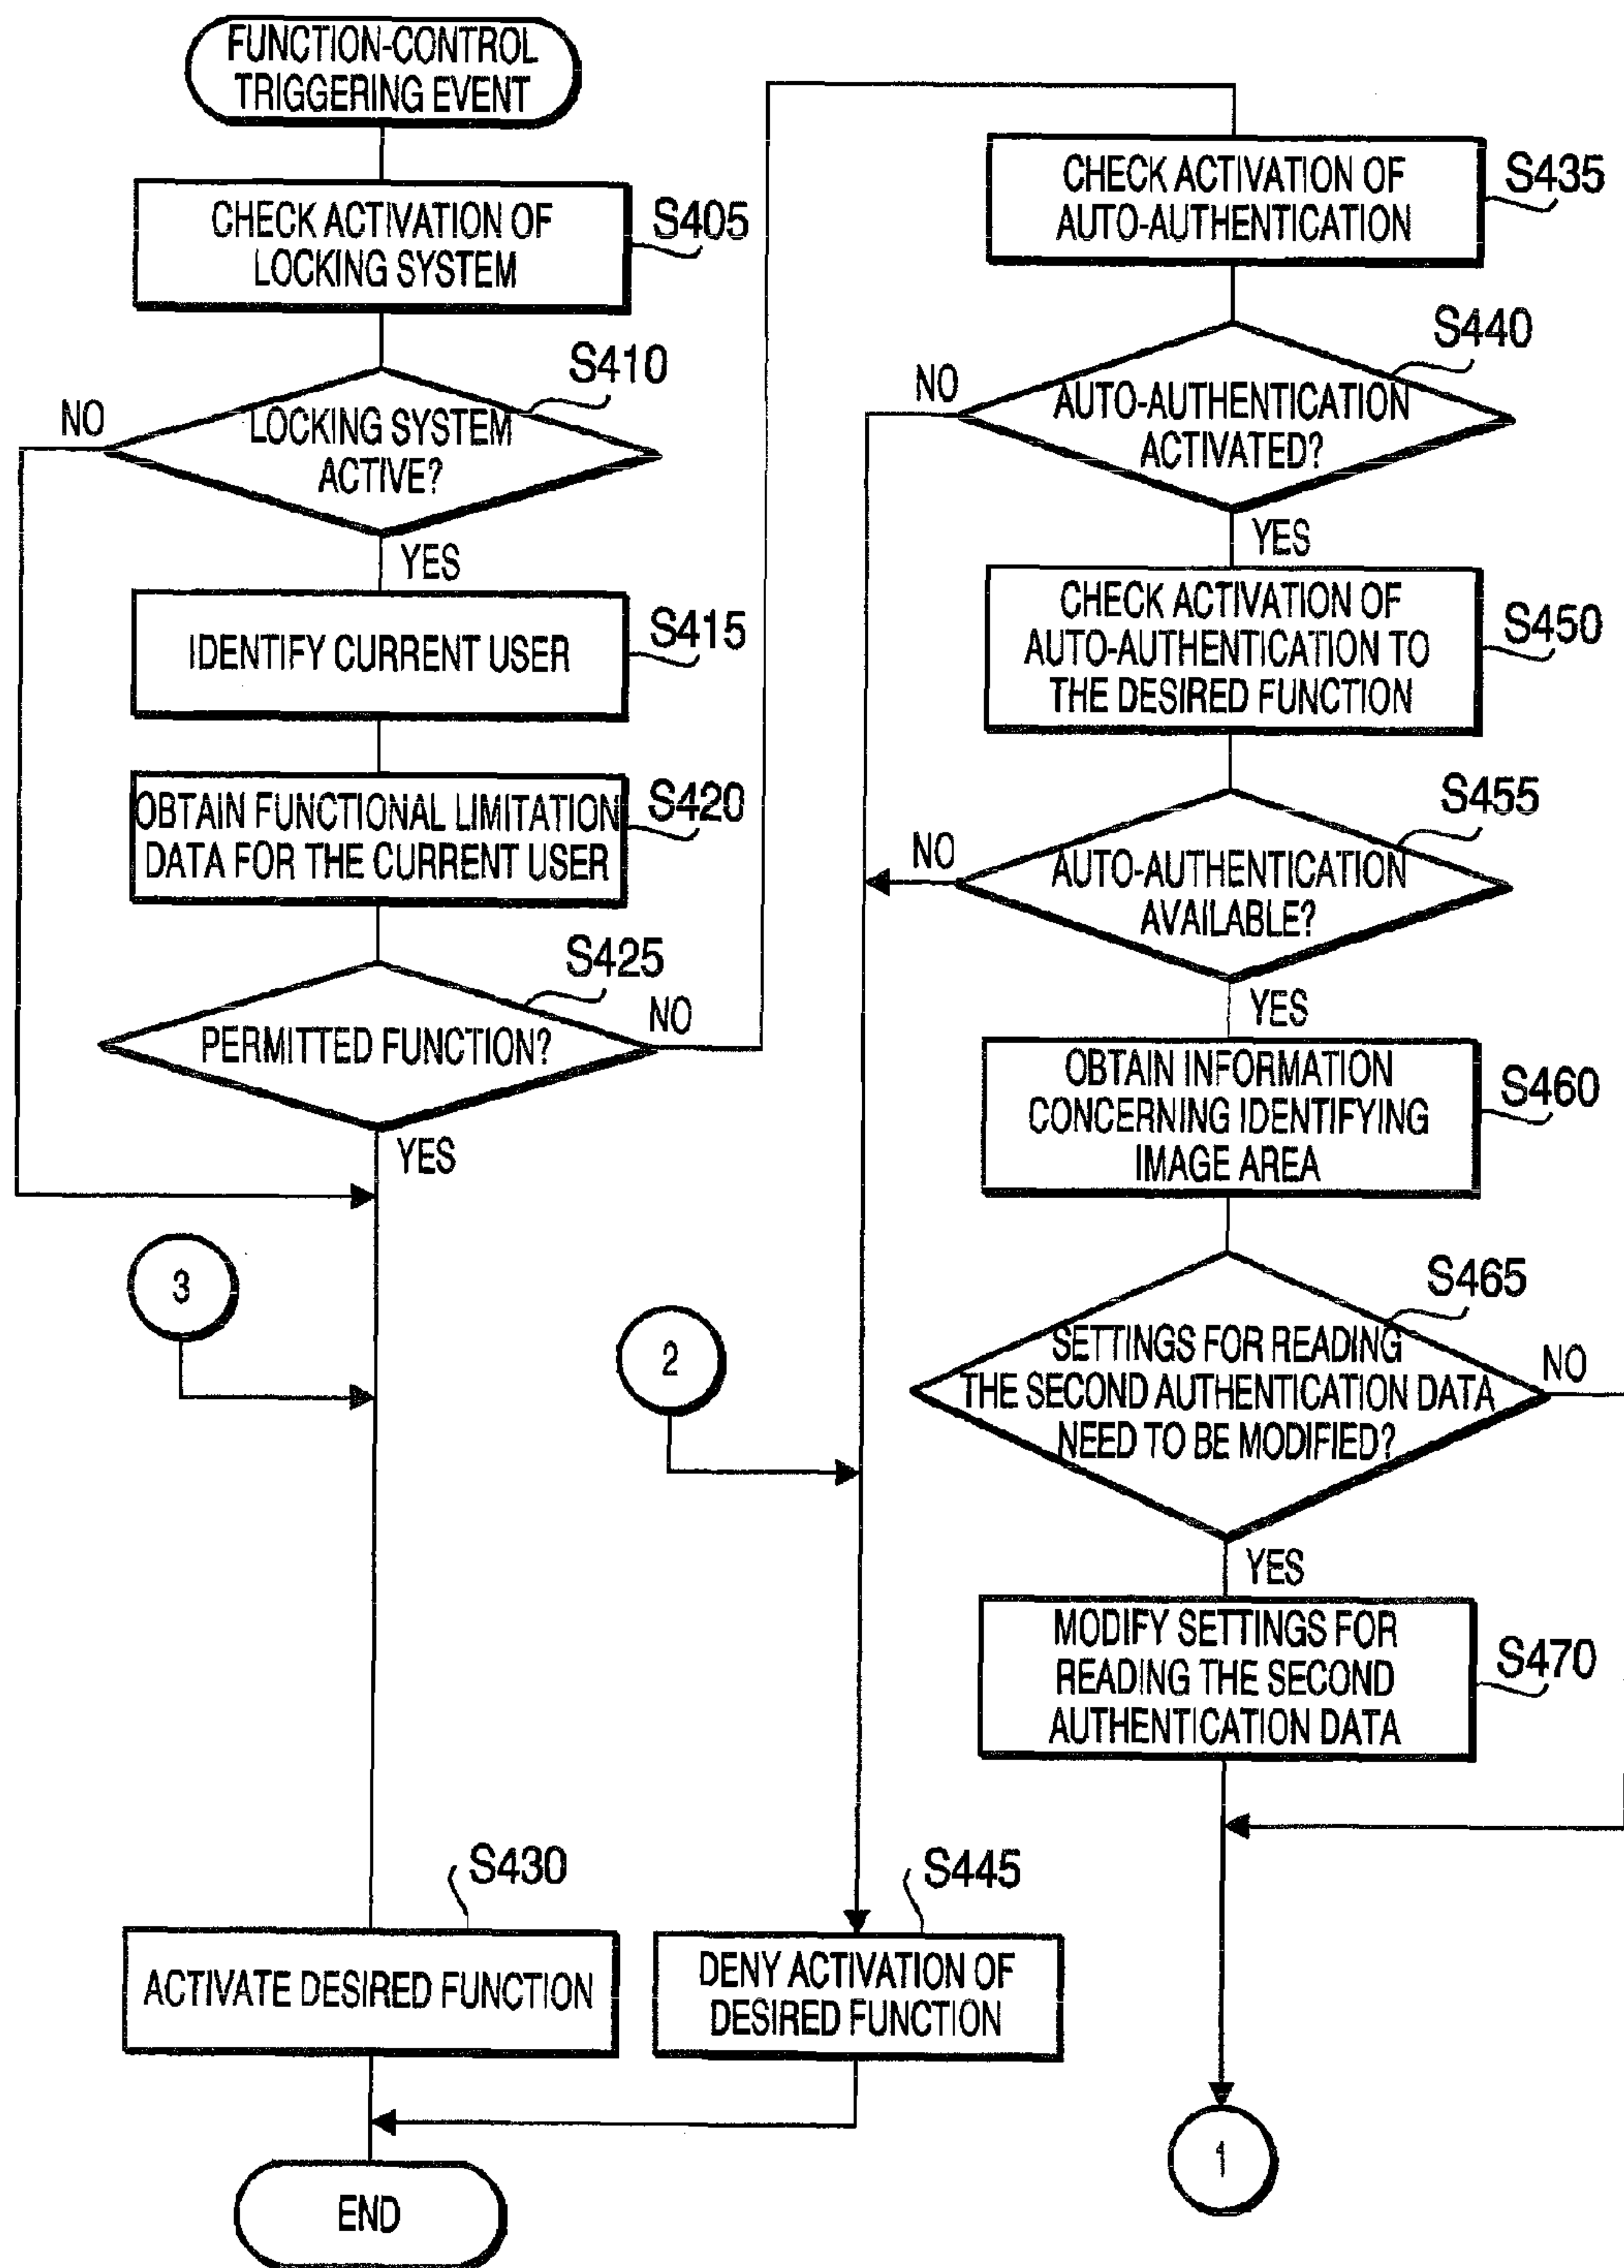 FUNCTION-CONTROL
TRIGGERING EVENT
CHECK ACTIVATION OF
LOCKING SYSTEM
S405
S410
NO
LOCKING SYSTEM
ACTIVE?
YES
IDENTIFY CURRENT USER
S415
OBTAIN FUNCTIONAL LIMITATION
DATA FOR THE CURRENT USER
S420
S425
NO
PERMITTED FUNCTION?
YES
3
2
S430
ACTIVATE DESIRED FUNCTION
S445
DENY ACTIVATION OF
DESIRED FUNCTION
END
CHECK ACTIVATION OF
AUTO-AUTHENTICATION
S435
S440
NO
AUTO-AUTHENTICATION
ACTIVATED?
YES
CHECK ACTIVATION OF
AUTO-AUTHENTICATION TO
THE DESIRED FUNCTION
S450
S455
NO
AUTO-AUTHENTICATION
AVAILABLE?
YES
OBTAIN INFORMATION
CONCERNING IDENTIFYING
IMAGE AREA
S460
S465
SETTINGS FOR READING
THE SECOND AUTHENTICATION DATA
NEED TO BE MODIFIED?
NO
YES
MODIFY SETTINGS FOR
READING THE SECOND
AUTHENTICATION DATA
S470
1